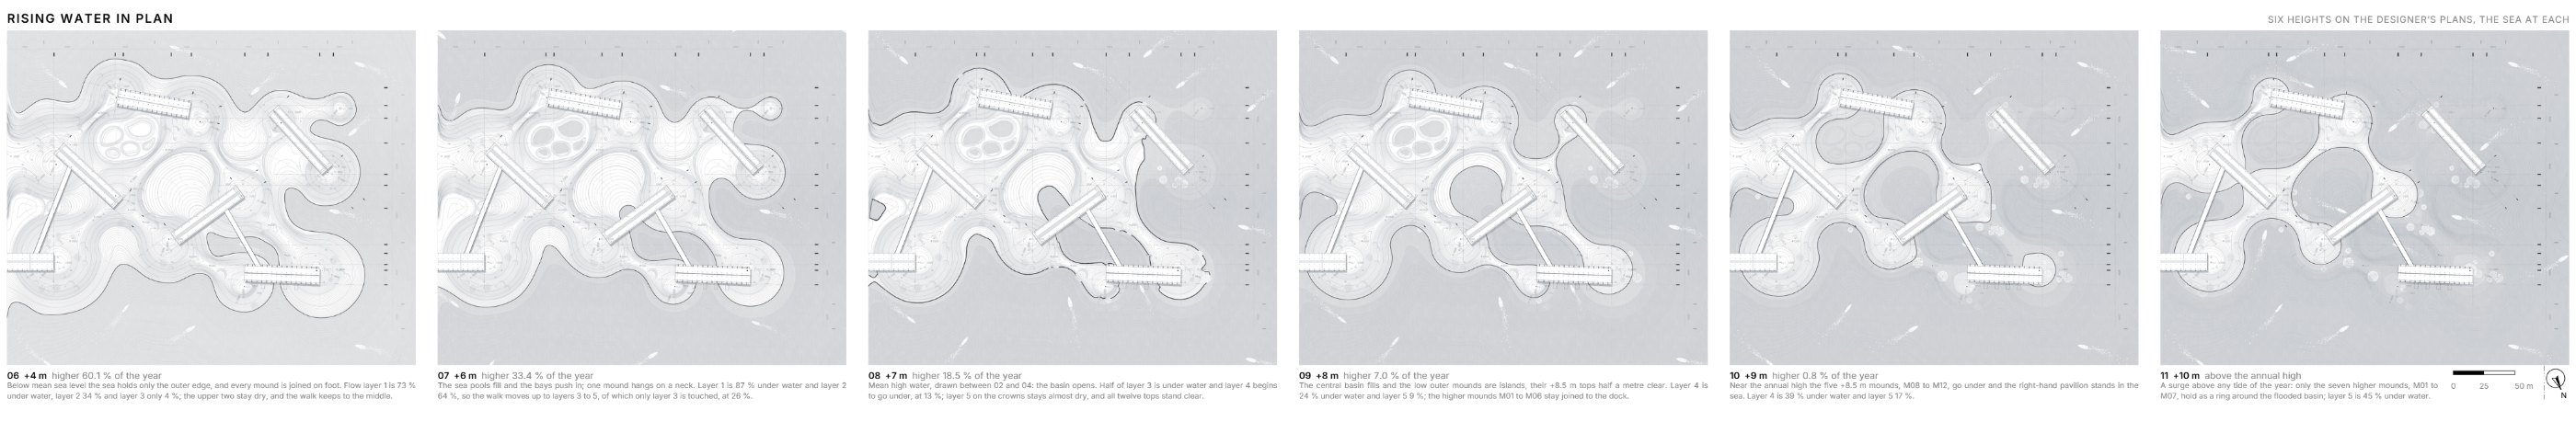 RISING WATER IN PLAN
SIX HEIGHTS ON THE DESIGNER'S PLANS, THE SEA AT EACH
06 +4 m higher 60.1 % of the year
Below mean sea level the sea holds only the outer edge, and every mound is joined on foot. Flow layer 1 is 73 %
under water, layer 2 34 % and layer 3 only 4 %; the upper two stay dry, and the walk keeps to the middle.
07 +6 m higher 33.4 % of the year
The sea pools fill and the bays push in; one mound hangs on a neck. Layer 1 is 87 % under water and layer 2
64 %, so the walk moves up to layers 3 to 5, of which only layer 3 is touched, at 26 %.
08 +7 m higher 18.5 % of the year
Mean high water, drawn between 02 and 04: the basin opens. Half of layer 3 is under water and layer 4 begins
to go under, at 13 %; layer 5 on the crowns stays almost dry, and all twelve tops stand clear.
09 +8 m higher 7.0 % of the year
The central basin fills and the low outer mounds are islands, their +8.5 m tops half a metre clear. Layer 4 is
24 % under water and layer 5 9 %; the higher mounds M01 to M06 stay joined to the dock.
10 +9 m higher 0.8 % of the year
Near the annual high the five +8.5 m mounds, M08 to M12, go under and the right-hand pavilion stands in the
sea. Layer 4 is 39 % under water and layer 5 17 %.
11 +10 m above the annual high
A surge above any tide of the year: only the seven higher mounds, M01 to
M07, hold as a ring around the flooded basin; layer 5 is 45 % under water.
0 25 50 m
N